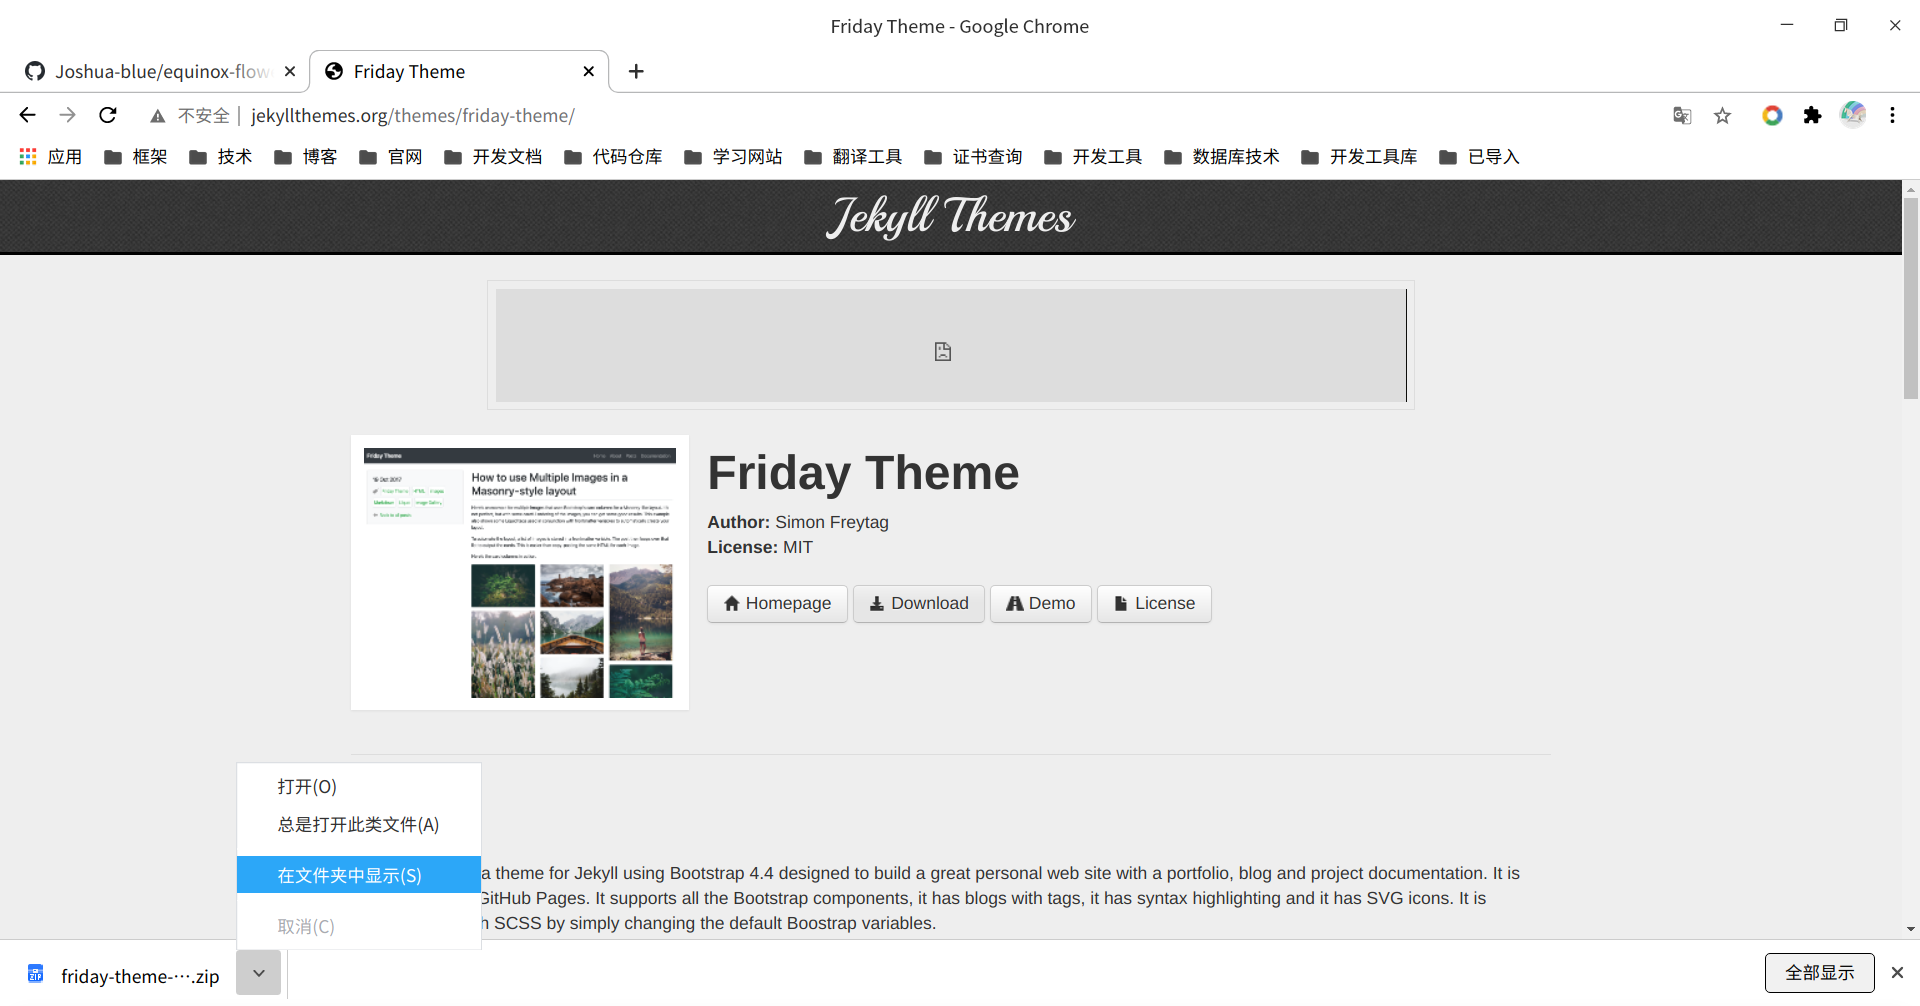 Friday Theme - Google Chrome
Joshua-blue/equinox-flow
Friday Theme
不安全 | jekyllthemes.org/themes/friday-theme/
应用 框架 技术 博客 官网 开发文档 代码仓库 学习网站 翻译工具 证书查询 开发工具 数据库技术 开发工具库 已导入
Jekyll Themes
Friday Theme
How to use Multiple Images in a
Masonry-style layout
Friday Theme
Author: Simon Freytag
License: MIT
Homepage Download Demo License
打开(O)
总是打开此类文件(A)
在文件夹中显示(S)
取消(C)
a theme for Jekyll using Bootstrap 4.4 designed to build a great personal web site with a portfolio, blog and project documentation. It is
GitHub Pages. It supports all the Bootstrap components, it has blogs with tags, it has syntax highlighting and it has SVG icons. It is
h SCSS by simply changing the default Boostrap variables.
friday-theme-....zip
全部显示